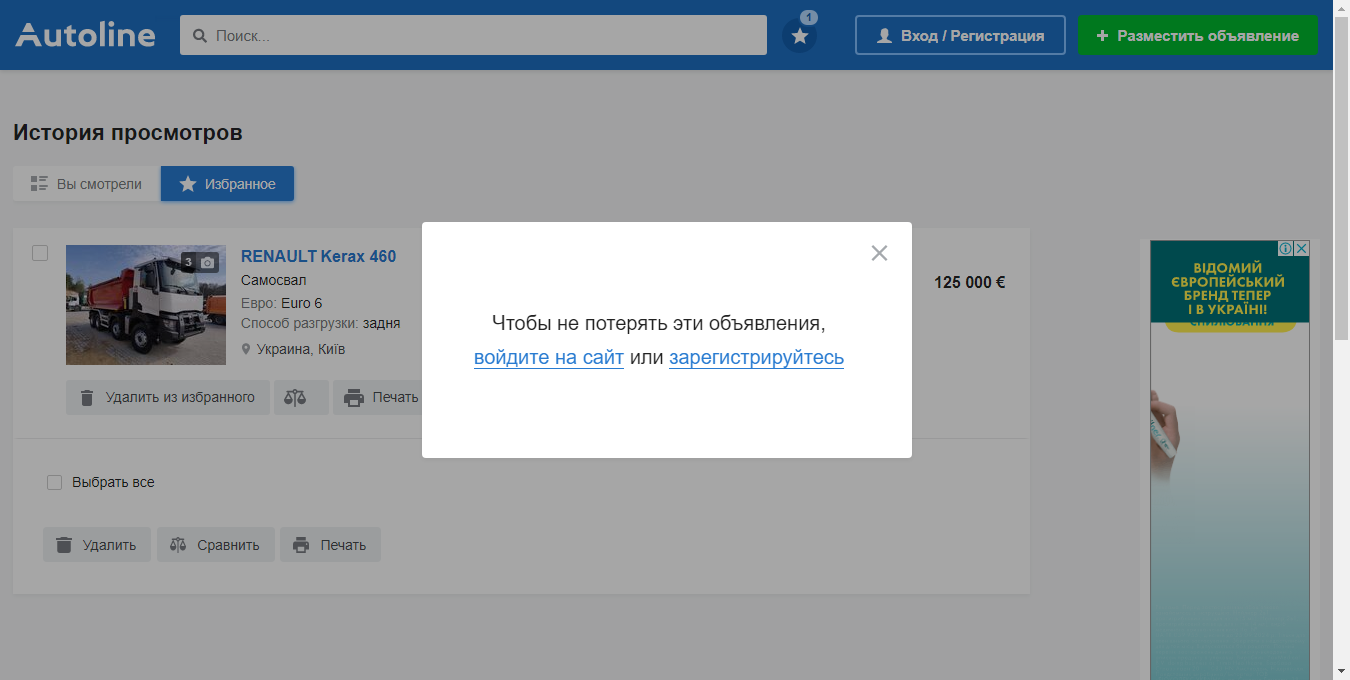 Autoline
Поиск...
1
Вход / Регистрация
Разместить объявление
История просмотров
Вы смотрели
Избранное
3
RENAULT Kerax 460
Самосвал
Евро: Euro 6
Способ разгрузки: задня
Украина, Київ
125 000 €
Удалить из избранного
Печать
Чтобы не потерять эти объявления,
войдите на сайт или зарегистрируйтесь
Выбрать все
Удалить
Сравнить
Печать
ВІДОМИЙ
ЄВРОПЕЙСЬКИЙ
БРЕНД ТЕПЕР
І В УКРАЇНІ!